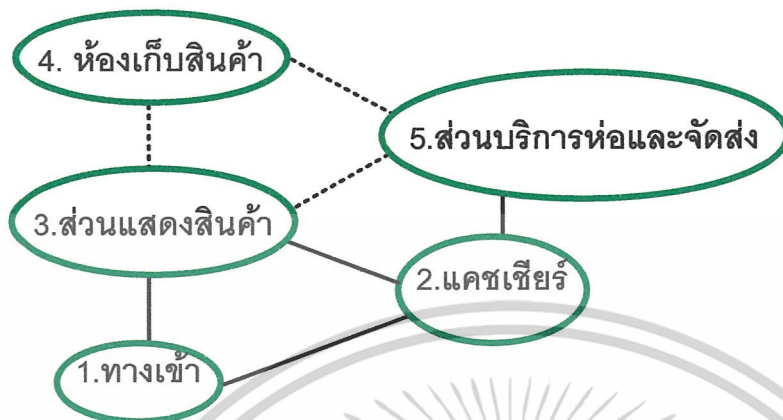 4. ห้องเก็บสินค้า
5.ส่วนบริการห่อและจัดส่ง
3.ส่วนแสดงสินค้า
2.แคชเชียร์
1.ทางเข้า